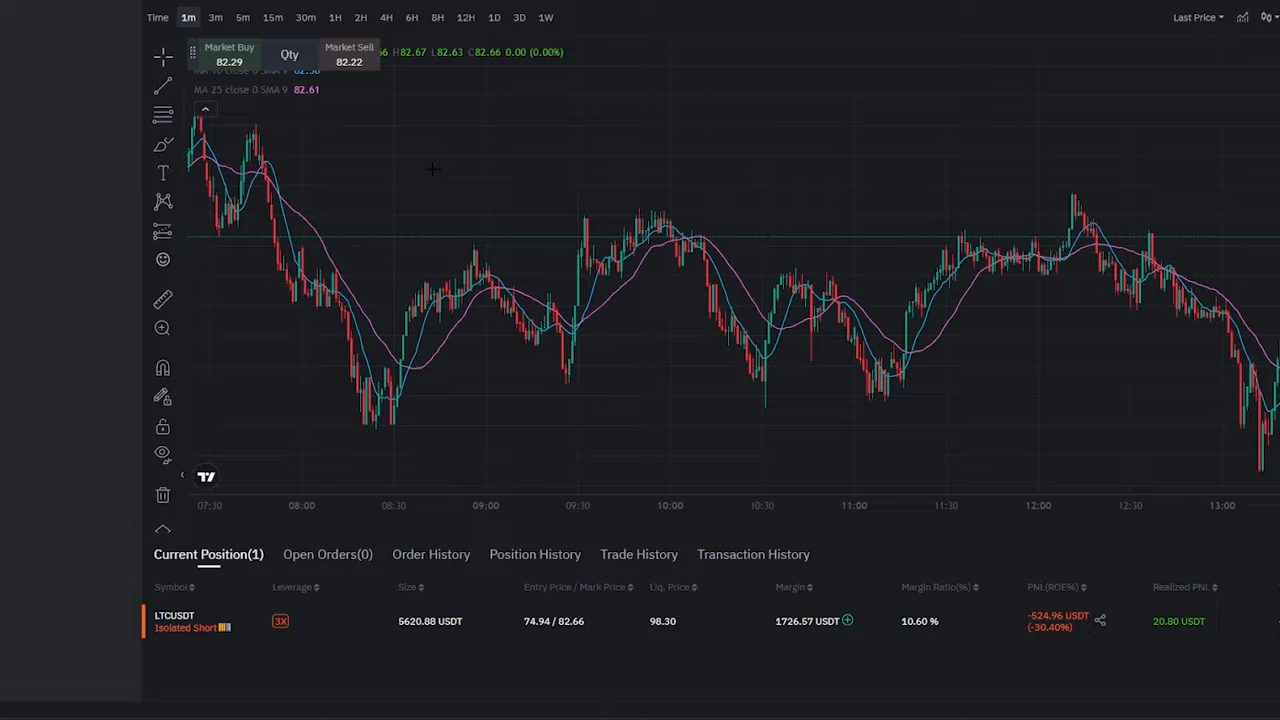 Time 1m 3m 5m 15m 30m 1H 2H 4H 6H 8H 12H 1D 3D 1W Last Price
Market Buy Qty Market Sell
82.29 82.22
66 H82.67 L82.63 C82.66 0.00 (0.00%)
MA 25 close 0 SMA 9 82.61
07:30 08:00 08:30 09:00 09:30 10:00 10:30 11:00 11:30 12:00 12:30 13:00
Current Position(1) Open Orders(0) Order History Position History Trade History Transaction History
Symbol Leverage Size Entry Price / Mark Price Liq. Price Margin Margin Ratio(%) PNL(ROE%) Realized PNL
LTCUSDT 3X 5620.88 USDT 74.94 / 82.66 98.30 1726.57 USDT 10.60 % -524.96 USDT 20.80 USDT
Isolated Short (-30.40%)